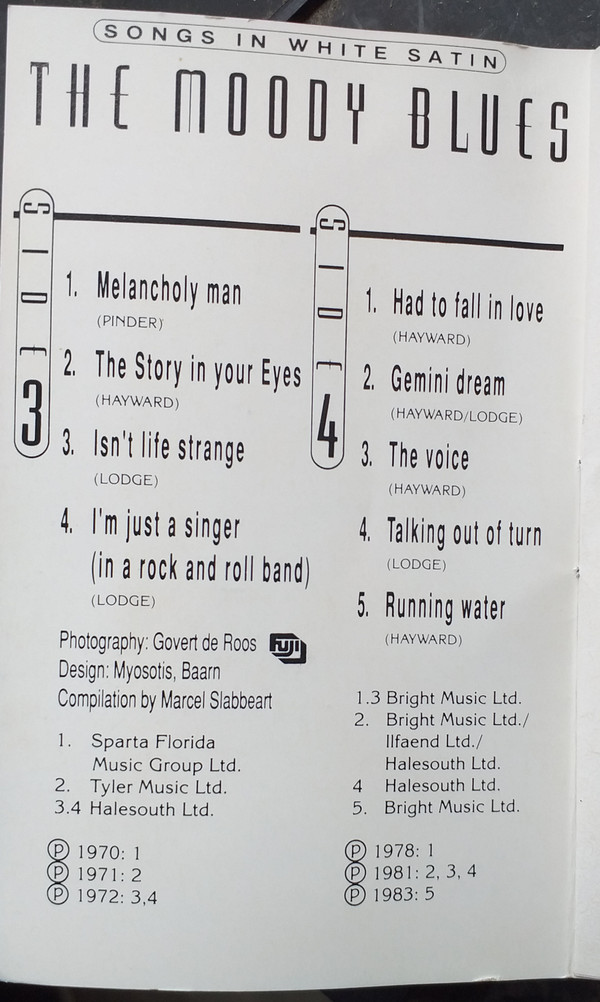 SONGS IN WHITE SATIN
THE MOODY BLUES
SIDE 3
1. Melancholy man
(PINDER)
2. The Story in your Eyes
(HAYWARD)
3. Isn't life strange
(LODGE)
4. I'm just a singer
(in a rock and roll band)
(LODGE)
Photography: Govert de Roos
FUJI
Design: Myosotis, Baarn
Compilation by Marcel Slabbeart
1. Sparta Florida
Music Group Ltd.
2. Tyler Music Ltd.
3.4 Halesouth Ltd.
Ⓟ 1970: 1
Ⓟ 1971: 2
Ⓟ 1972: 3,4
SIDE 4
1. Had to fall in love
(HAYWARD)
2. Gemini dream
(HAYWARD/LODGE)
3. The voice
(HAYWARD)
4. Talking out of turn
(LODGE)
5. Running water
(HAYWARD)
1.3 Bright Music Ltd.
2. Bright Music Ltd./
Ilfaend Ltd./
Halesouth Ltd.
4 Halesouth Ltd.
5. Bright Music Ltd.
Ⓟ 1978: 1
Ⓟ 1981: 2, 3, 4
Ⓟ 1983: 5